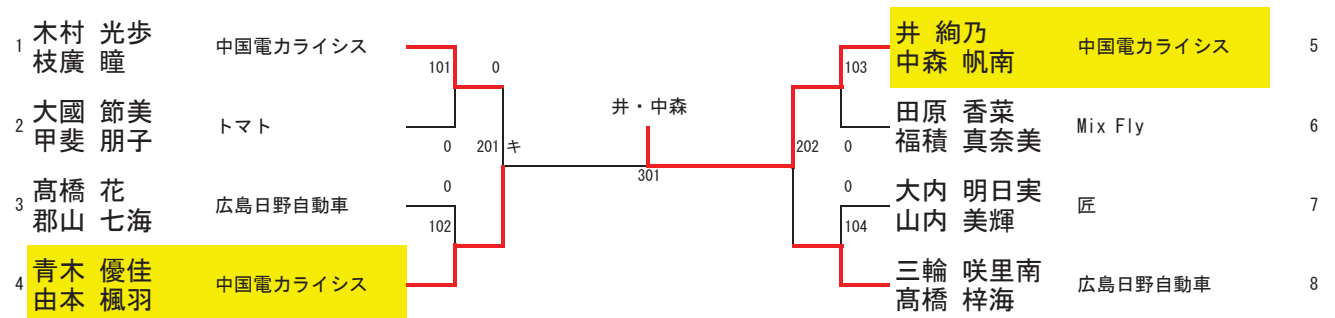 1 木村 光歩 中国電カライシス
枝廣 瞳
101 0
2 大國 節美 トマト
甲斐 朋子
0 201 キ
3 髙橋 花 広島日野自動車
郡山 七海
0
102
4 青木 優佳 中国電カライシス
由本 楓羽
井・中森
301
井 絢乃 中国電カライシス 5
中森 帆南
103
田原 香菜 Mix Fly 6
福積 真奈美
202 0
大内 明日実 匠 7
山内 美輝
0
104
三輪 咲里南 広島日野自動車 8
髙橋 梓海